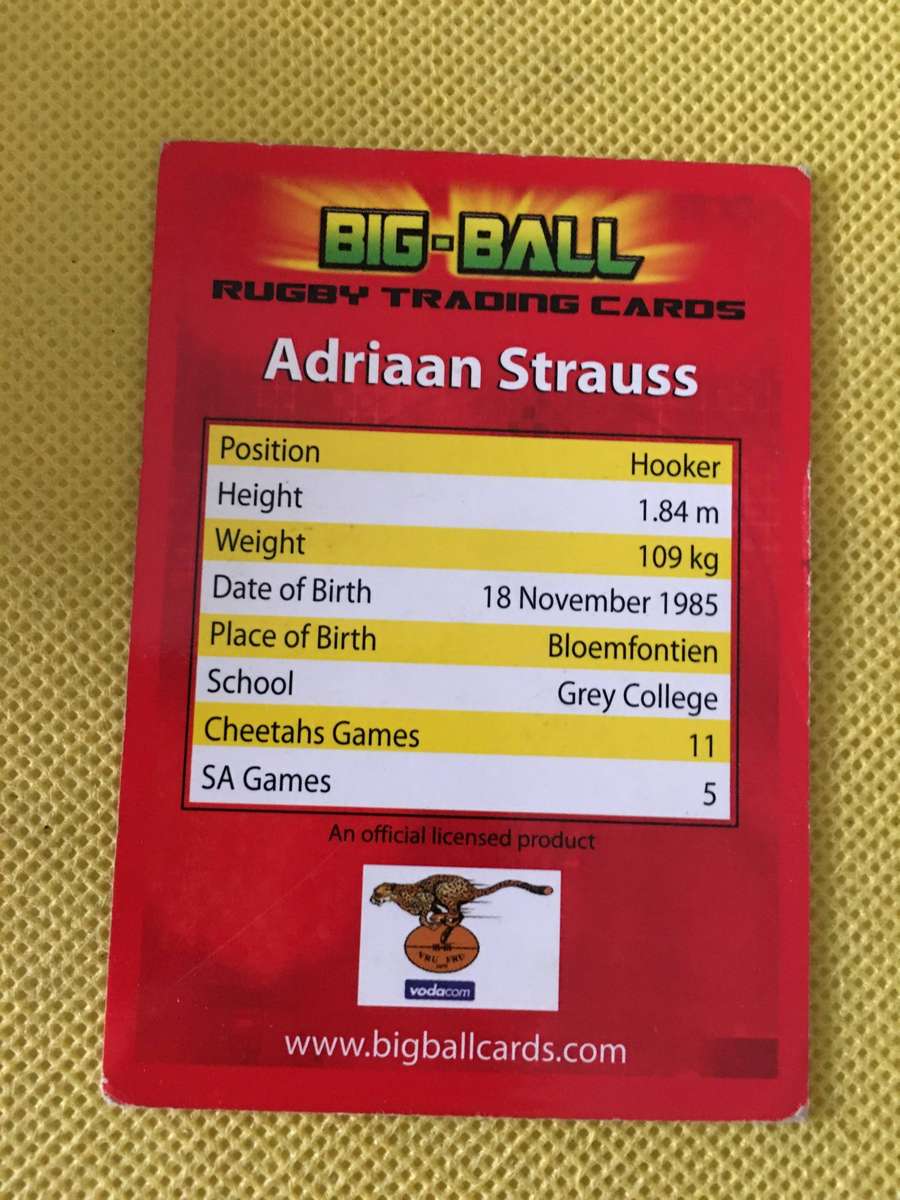 BIG-BALL
RUGBY TRADING CARDS
Adriaan Strauss
Position Hooker
Height 1.84 m
Weight 109 kg
Date of Birth 18 November 1985
Place of Birth Bloemfontien
School Grey College
Cheetahs Games 11
SA Games 5
An official licensed product
VRU FRU
vodacom
www.bigballcards.com